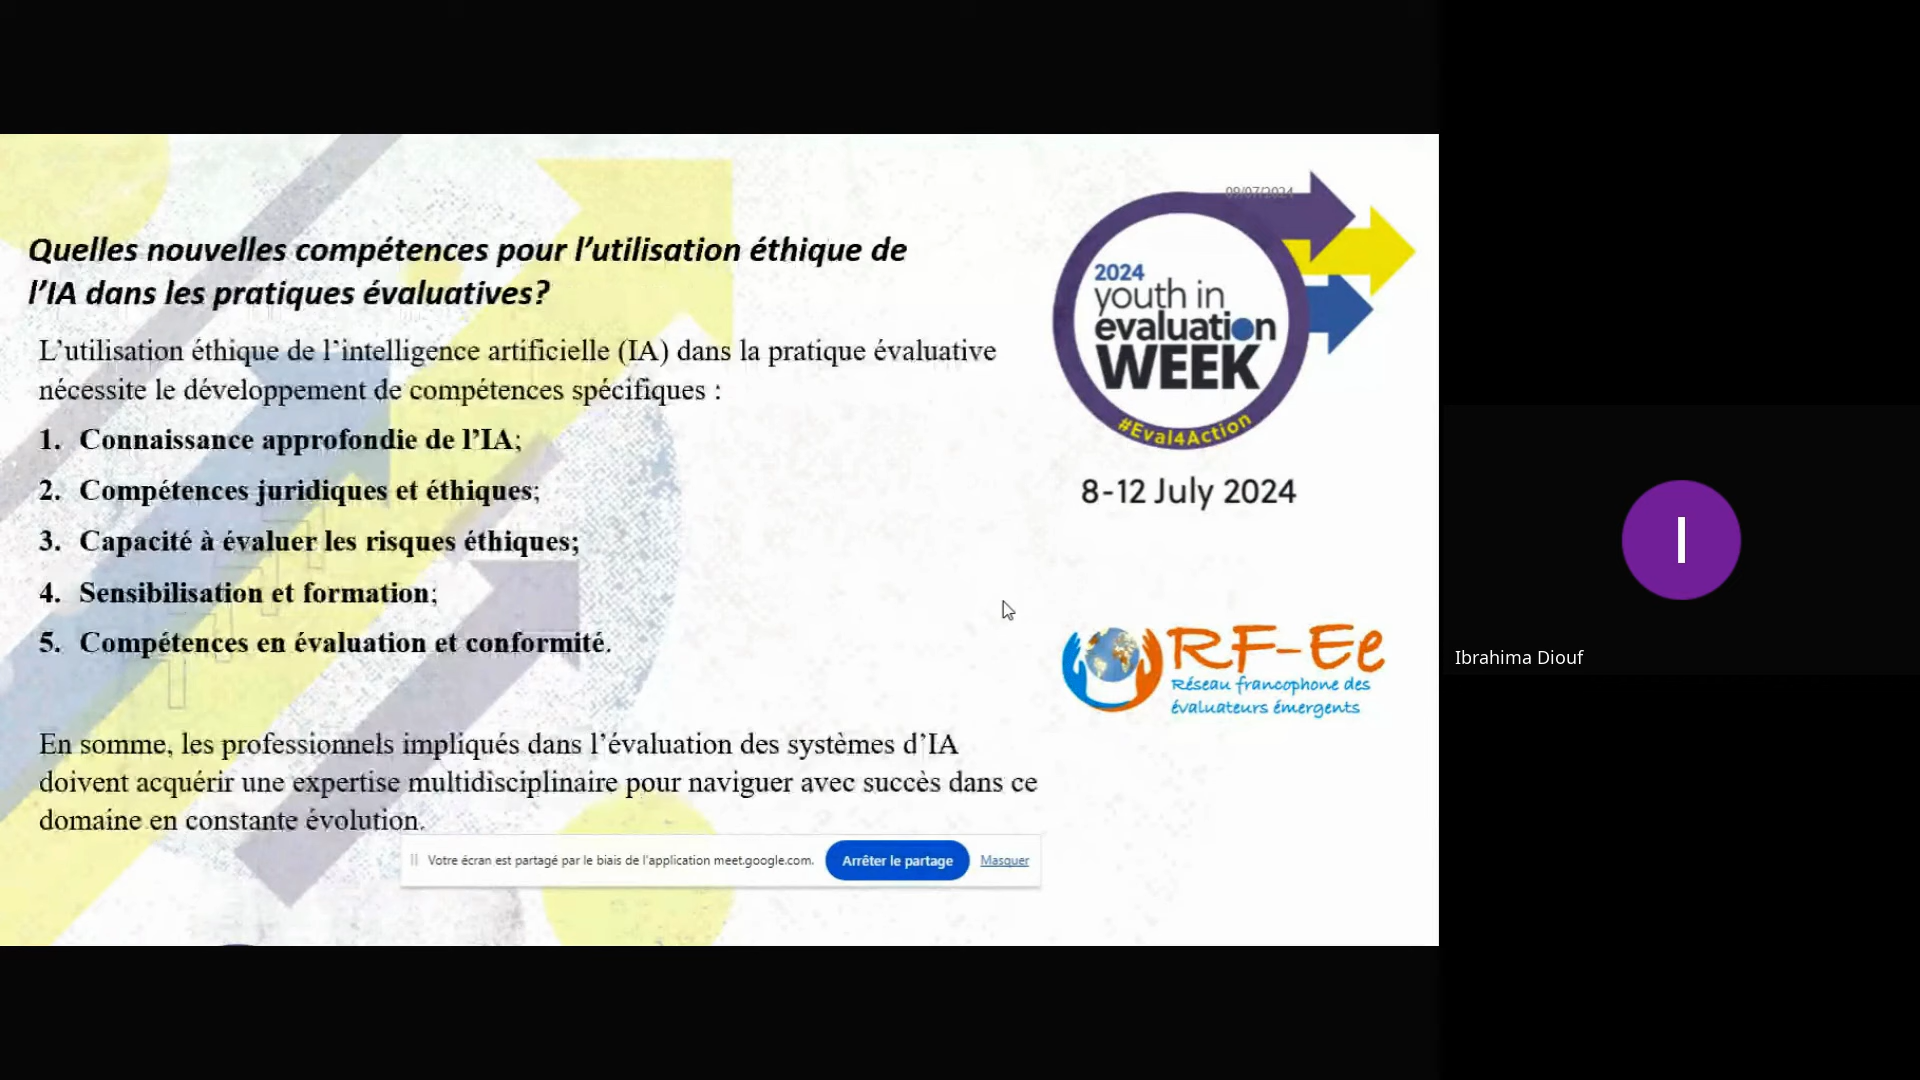 09/07/2024
Quelles nouvelles compétences pour l’utilisation éthique de
l’IA dans les pratiques évaluatives?
L’utilisation éthique de l’intelligence artificielle (IA) dans la pratique évaluative
nécessite le développement de compétences spécifiques :
1. Connaissance approfondie de l’IA;
2. Compétences juridiques et éthiques;
3. Capacité à évaluer les risques éthiques;
4. Sensibilisation et formation;
5. Compétences en évaluation et conformité.
En somme, les professionnels impliqués dans l’évaluation des systèmes d’IA
doivent acquérir une expertise multidisciplinaire pour naviguer avec succès dans ce
domaine en constante évolution.
2024
youth in
evaluation
WEEK
#Eval4Action
8-12 July 2024
RF-Ee
Réseau francophone des
évaluateurs émergents
Votre écran est partagé par le biais de l'application meet.google.com.
Arrêter le partage
Masquer
I
Ibrahima Diouf